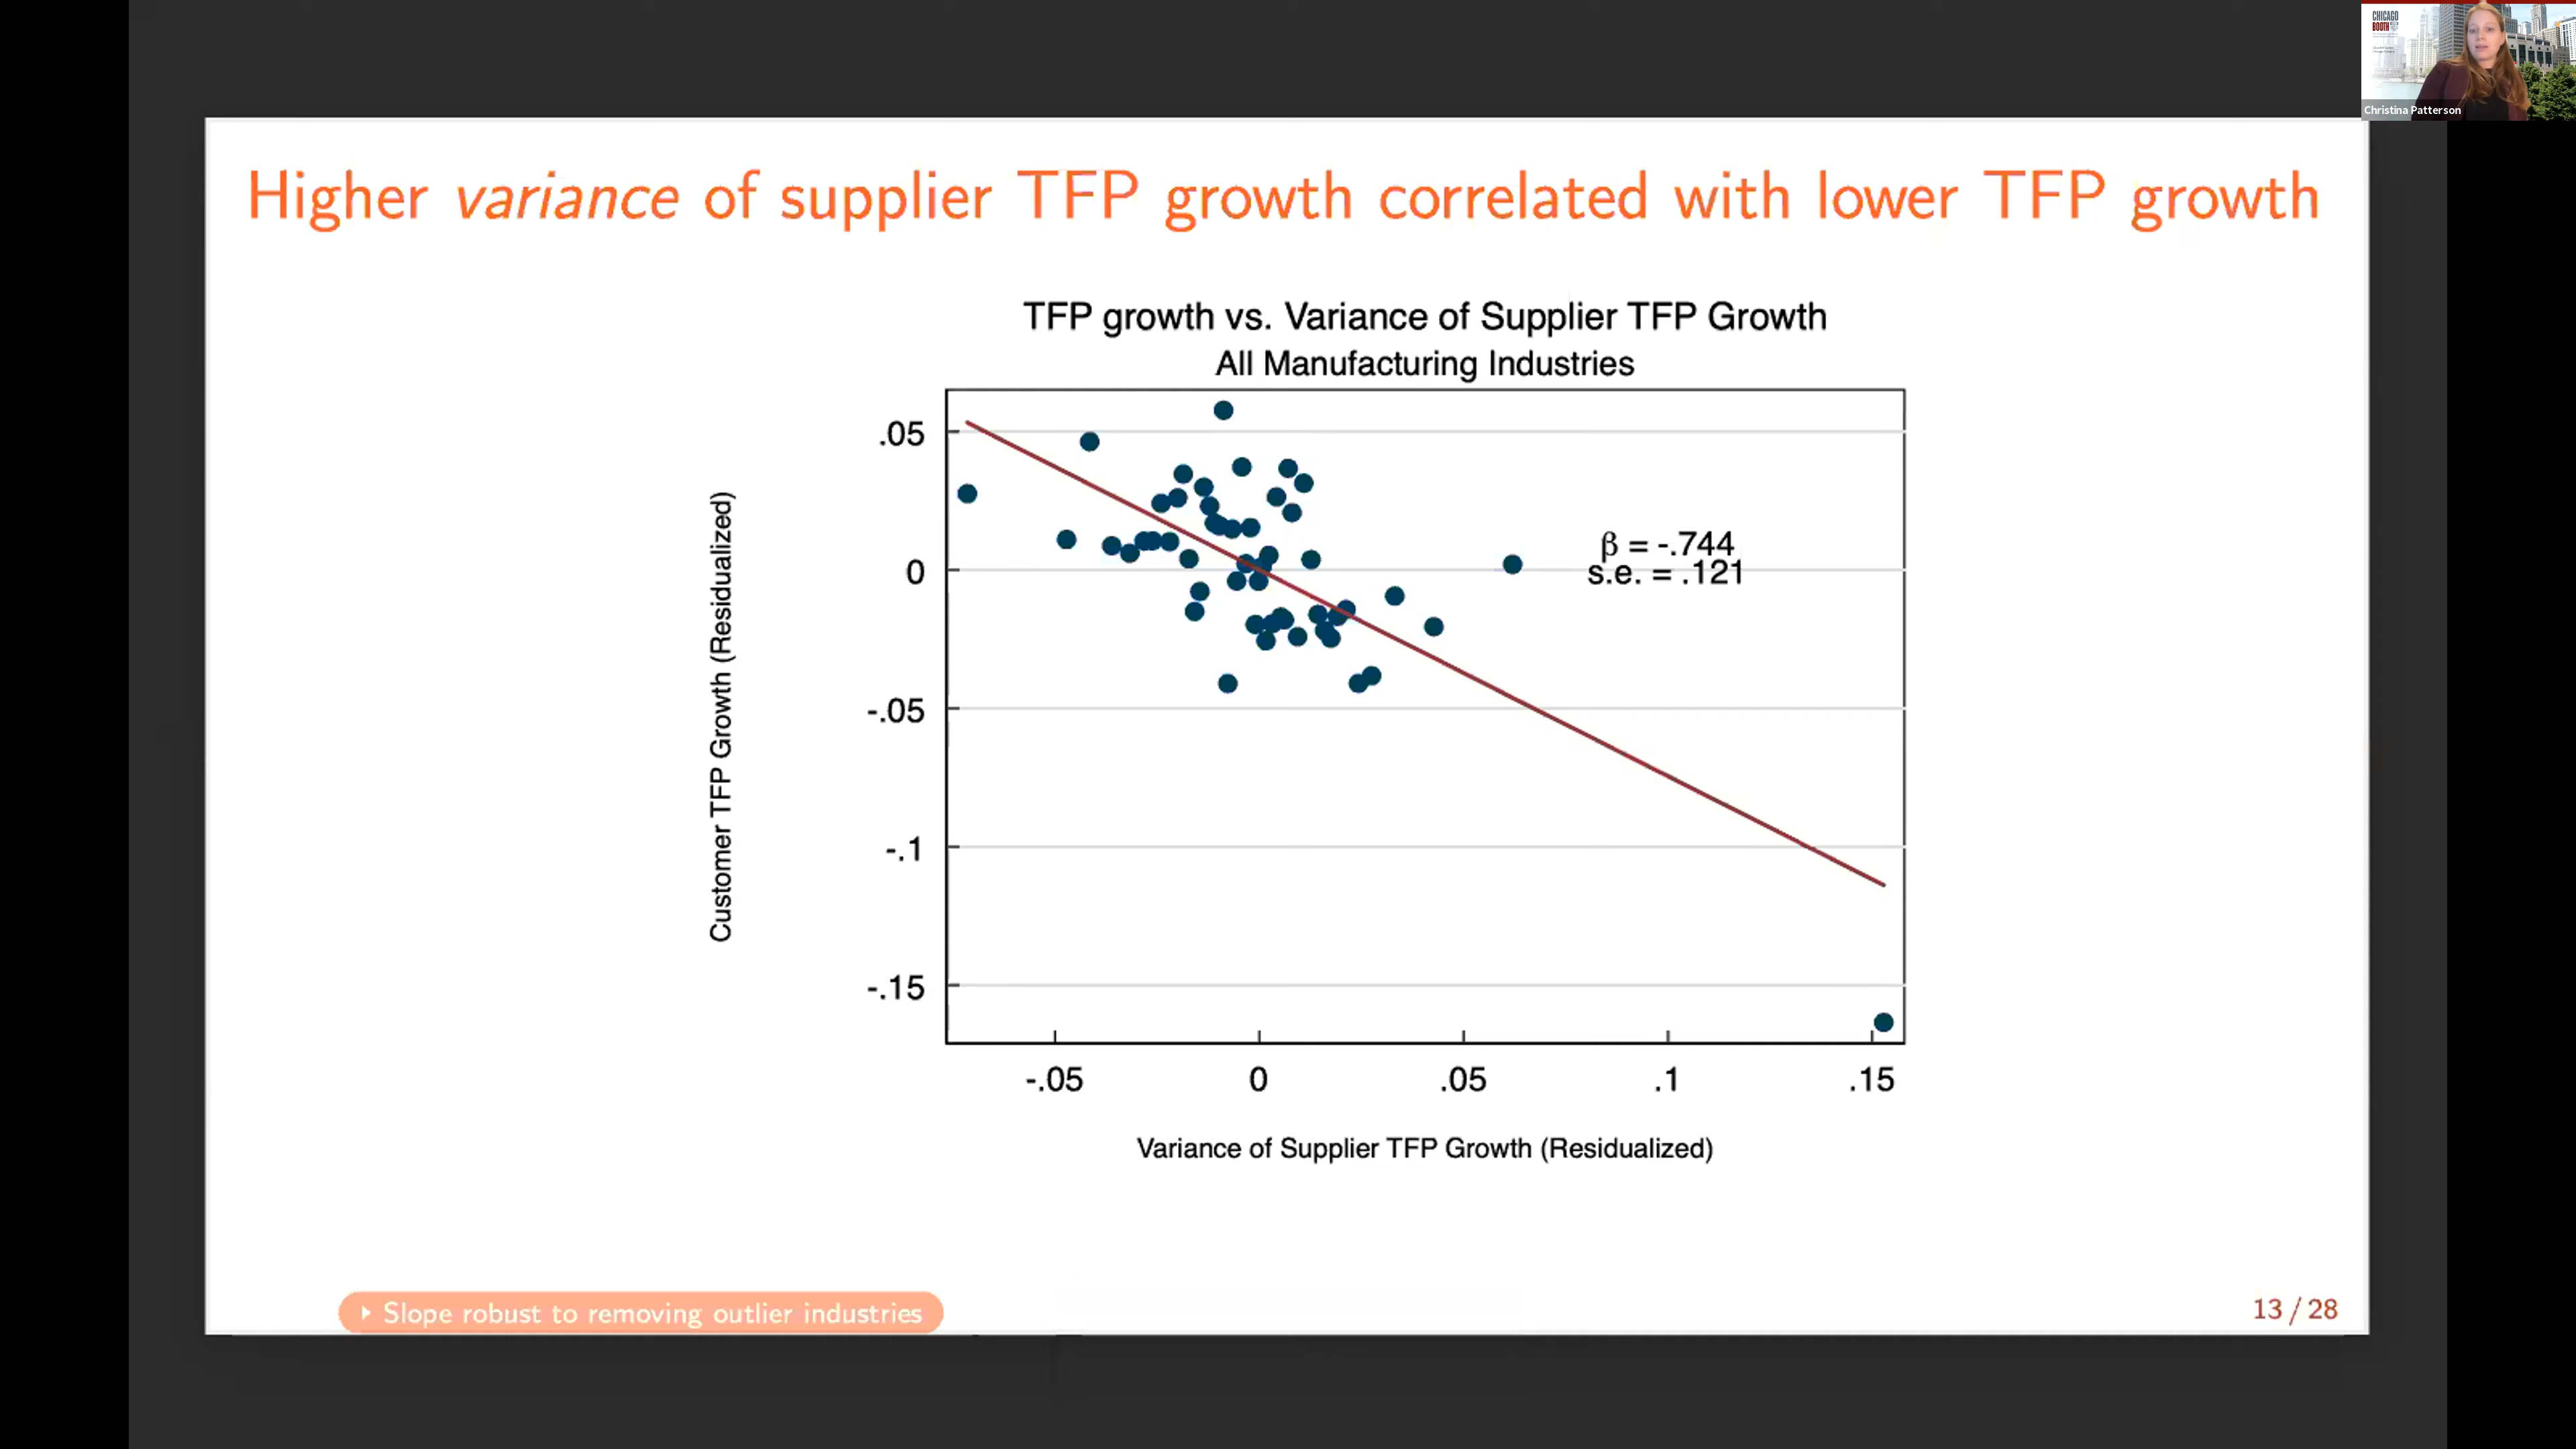 CHICAGO
BOOTH
Christina Patterson
Higher variance of supplier TFP growth correlated with lower TFP growth
TFP growth vs. Variance of Supplier TFP Growth
All Manufacturing Industries
Customer TFP Growth (Residualized)
.05
0
-.05
-.1
-.15
β = -.744
s.e. = .121
-.05 0 .05 .1 .15
Variance of Supplier TFP Growth (Residualized)
Slope robust to removing outlier industries
13 / 28